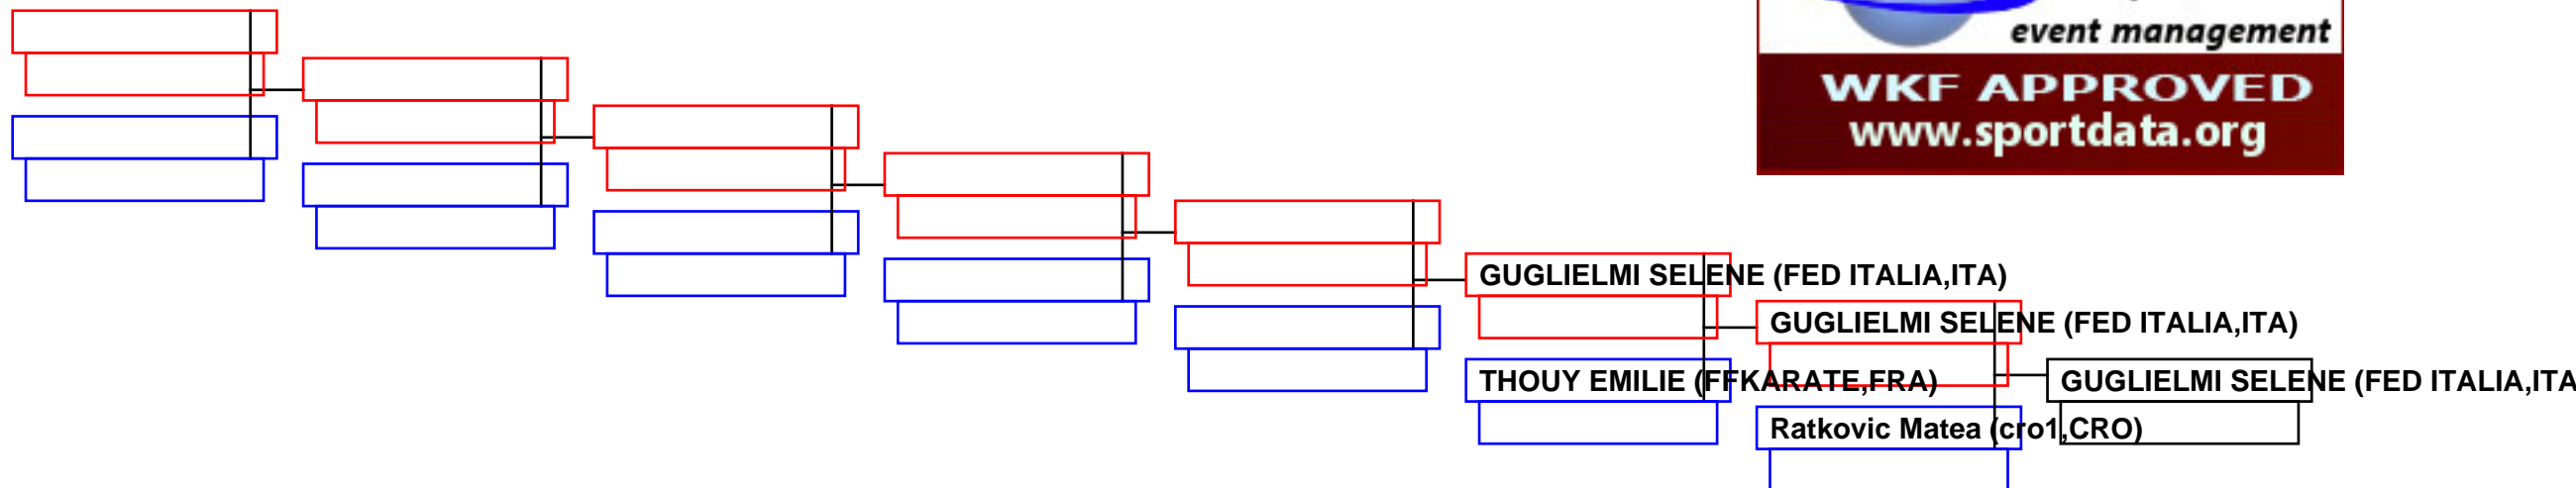 event management
WKF APPROVED
www.sportdata.org
GUGLIELMI SELENE (FED ITALIA,ITA)
GUGLIELMI SELENE (FED ITALIA,ITA)
THOUY EMILIE (FFKARATE,FRA)
GUGLIELMI SELENE (FED ITALIA,ITA
Ratkovic Matea (cro1,CRO)